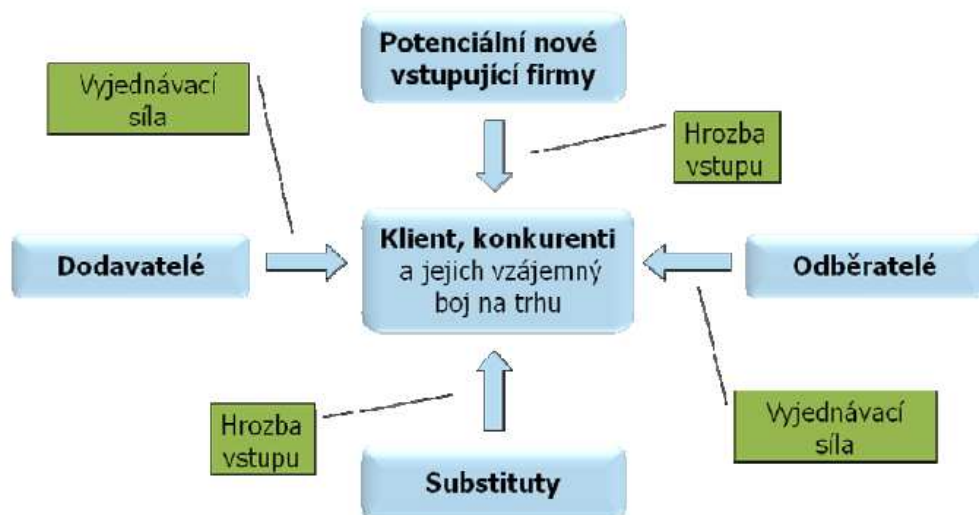 Potenciální nové
vstupující firmy
Vyjednávací
síla
Hrozba
vstupu
Dodavatelé
Klient, konkurenti
a jejich vzájemný
boj na trhu
Odběratelé
Hrozba
vstupu
Vyjednávací
síla
Substituty